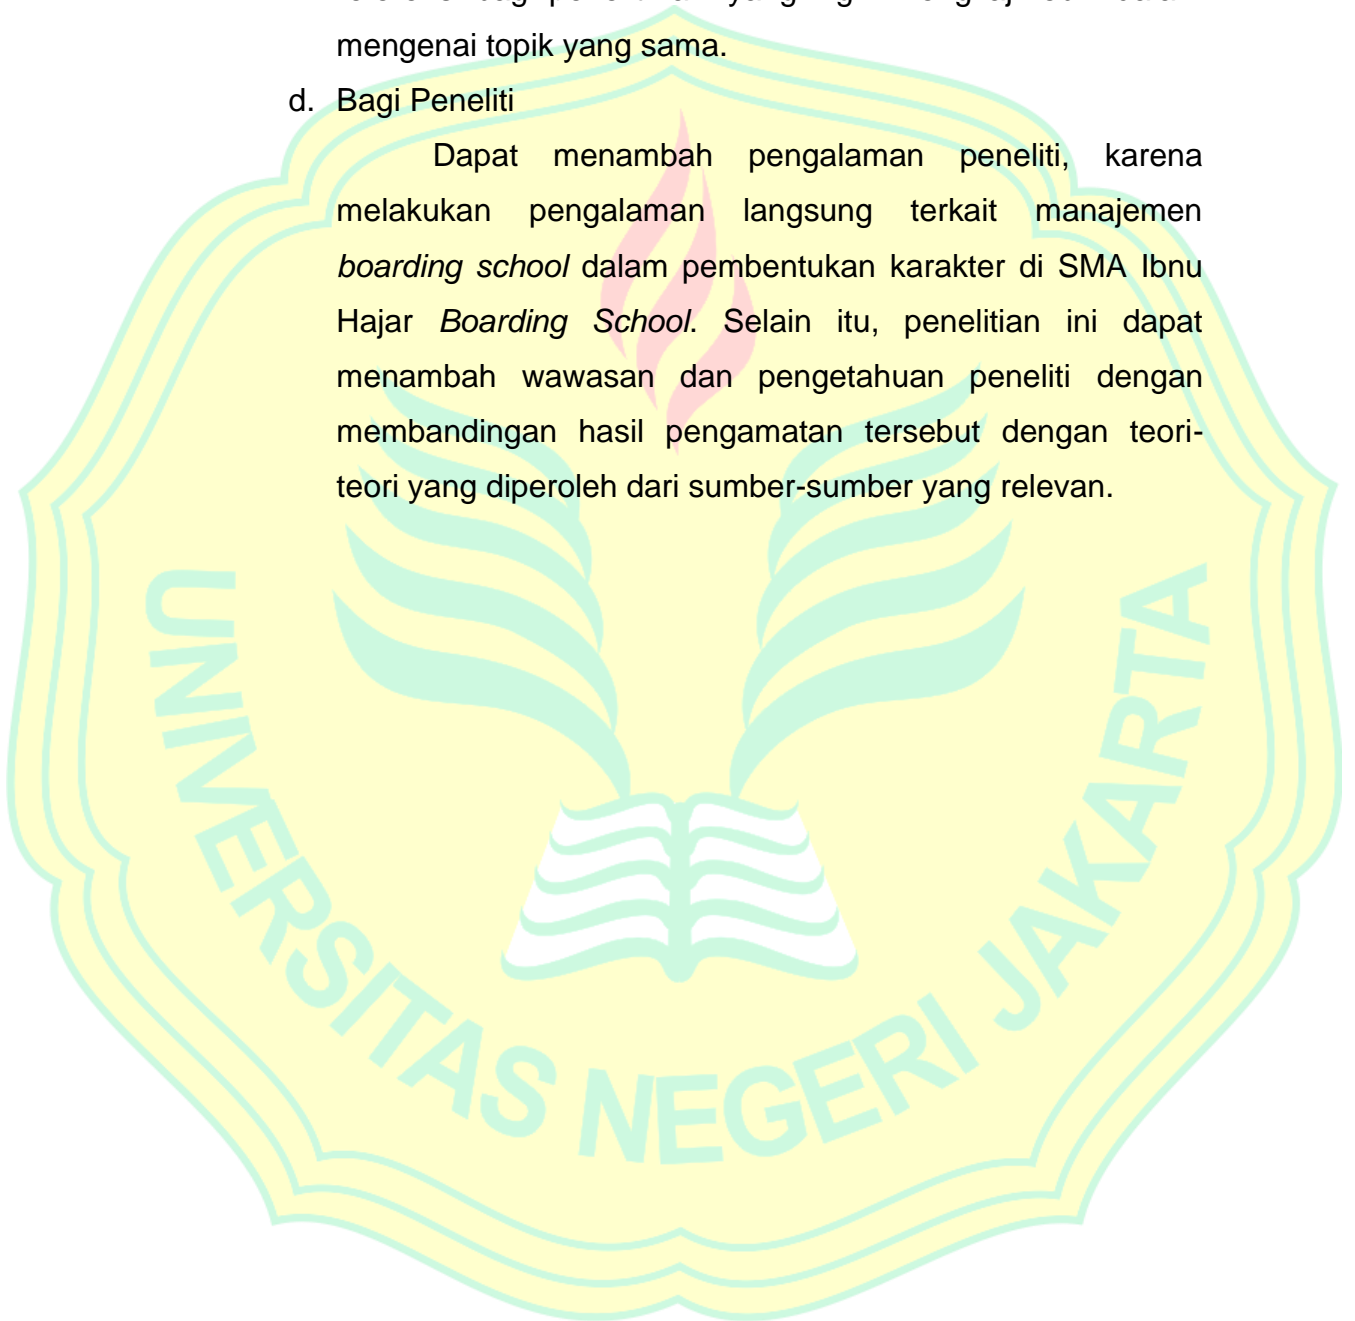 mengenai topik yang sama.
d. Bagi Peneliti
Dapat menambah pengalaman peneliti, karena
melakukan pengalaman langsung terkait manajemen
boarding school dalam pembentukan karakter di SMA Ibnu
Hajar Boarding School. Selain itu, penelitian ini dapat
menambah wawasan dan pengetahuan peneliti dengan
membandingan hasil pengamatan tersebut dengan teori-
teori yang diperoleh dari sumber-sumber yang relevan.
UNIVERSITAS NEGERI JAKARTA